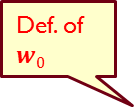 Def. of
w₀